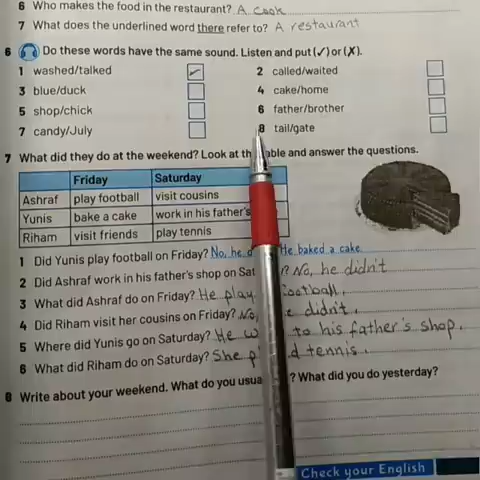 6 Who makes the food in the restaurant? A cook
7 What does the underlined word there refer to? A restaurant
6 Do these words have the same sound. Listen and put (✓) or (✗).
1 washed/talked ✓ 2 called/waited
3 blue/duck 4 cake/home
5 shop/chick 6 father/brother
7 candy/July 8 tail/gate
7 What did they do at the weekend? Look at the table and answer the questions.
Friday Saturday
Ashraf play football visit cousins
Yunis bake a cake work in his father's
Riham visit friends play tennis
1 Did Yunis play football on Friday? No, he He baked a cake.
2 Did Ashraf work in his father's shop on ? No, he didn't
3 What did Ashraf do on Friday? He football.
4 Did Riham visit her cousins on Friday? No, didn't.
5 Where did Yunis go on Saturday? He to his father's shop.
6 What did Riham do on Saturday? She tennis.
8 Write about your weekend. What do you ? What did you do yesterday?
Check your English